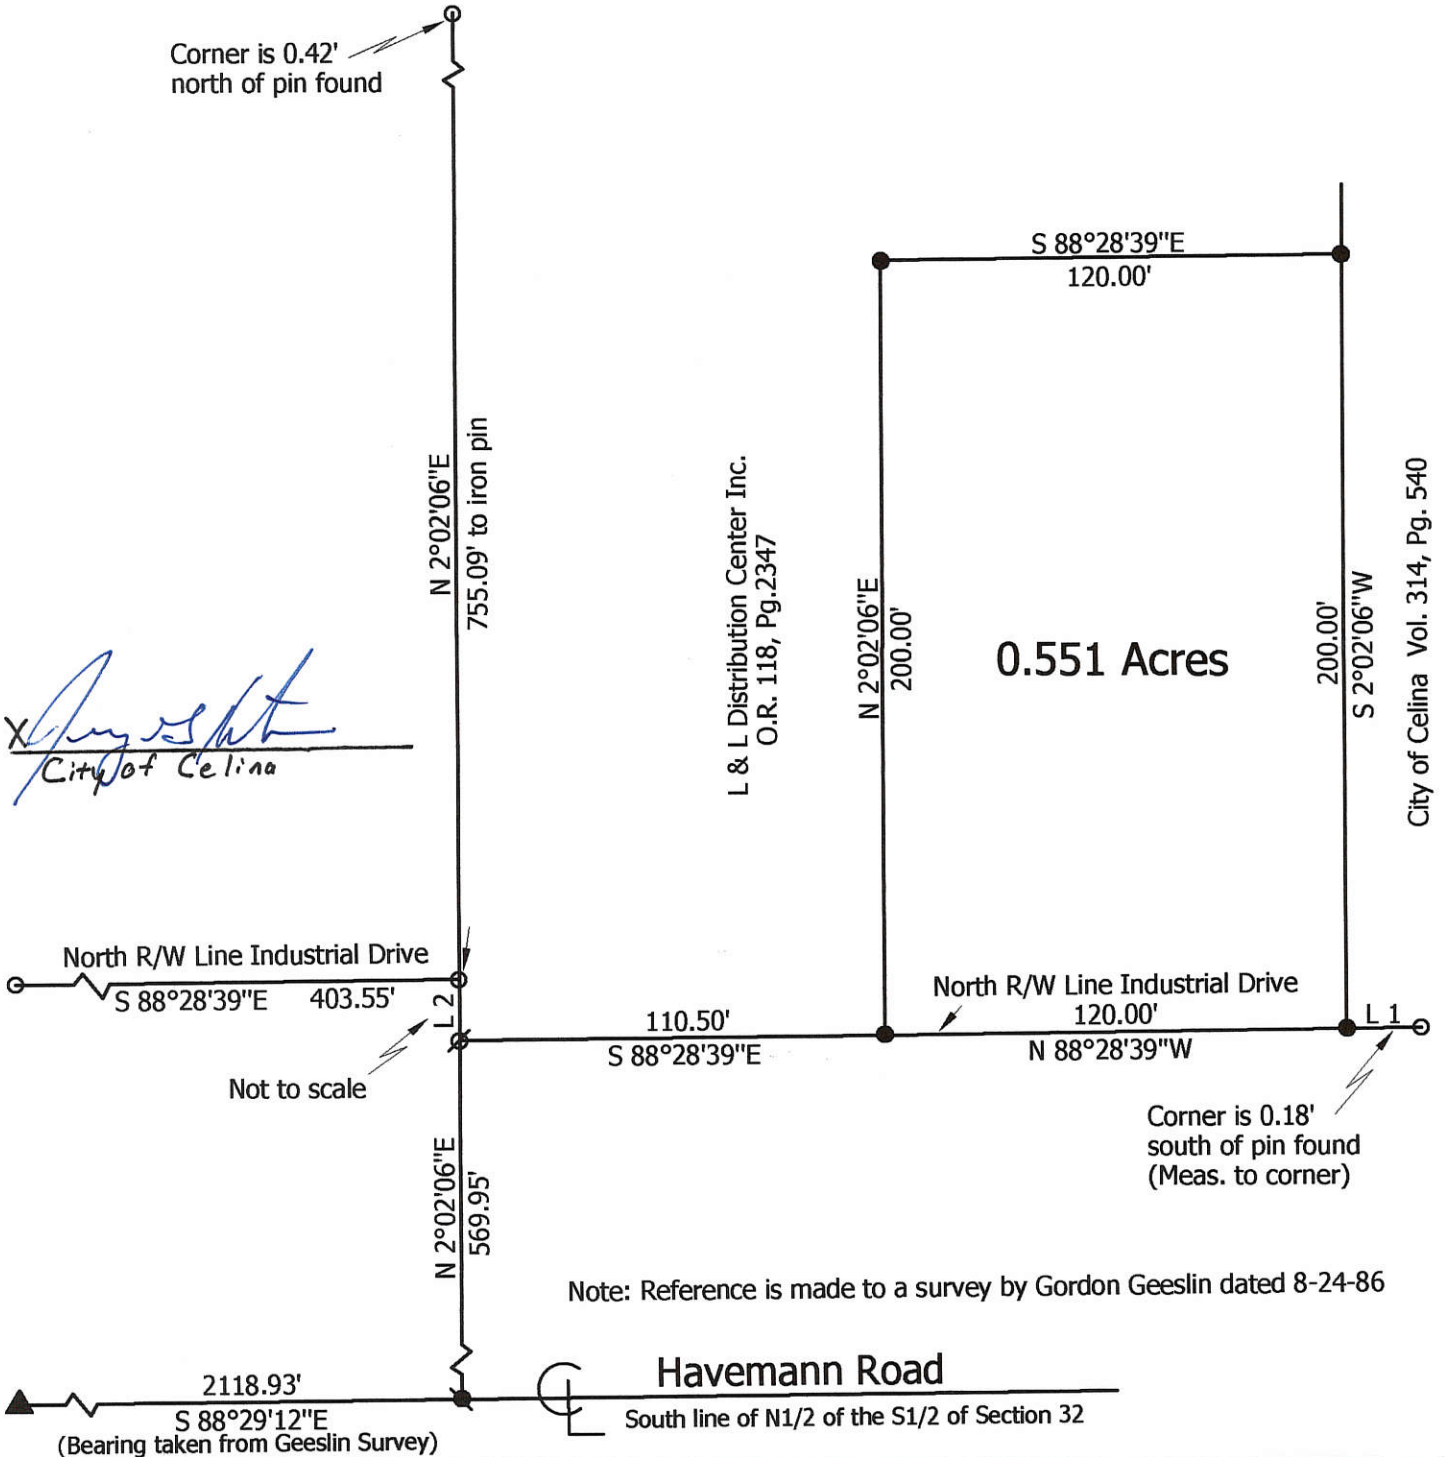 Corner is 0.42'
north of pin found
S 88°28'39"E
120.00'
N 2°02'06"E
755.09' to iron pin
L & L Distribution Center Inc.
O.R. 118, Pg.2347
N 2°02'06"E
200.00'
0.551 Acres
200.00'
S 2°02'06"W
City of Celina Vol. 314, Pg. 540
X
City of Celina
North R/W Line Industrial Drive
S 88°28'39"E 403.55'
L 2
Not to scale
110.50'
S 88°28'39"E
North R/W Line Industrial Drive
120.00'
N 88°28'39"W
L 1
Corner is 0.18'
south of pin found
(Meas. to corner)
N 2°02'06"E
569.95'
Note: Reference is made to a survey by Gordon Geeslin dated 8-24-86
2118.93'
S 88°29'12"E
(Bearing taken from Geeslin Survey)
CL
Havemann Road
South line of N1/2 of the S1/2 of Section 32